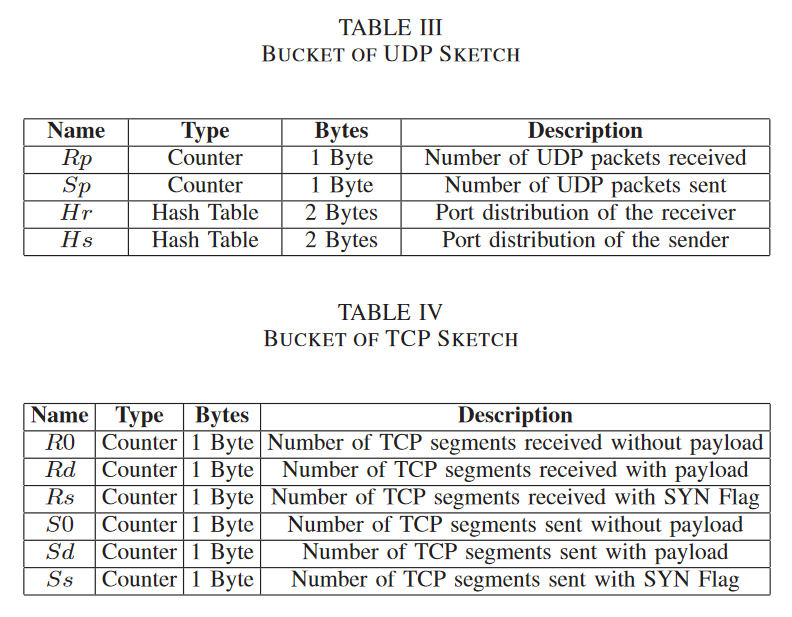 TABLE III
BUCKET OF UDP SKETCH
Name Type Bytes Description
Rp Counter 1 Byte Number of UDP packets received
Sp Counter 1 Byte Number of UDP packets sent
Hr Hash Table 2 Bytes Port distribution of the receiver
Hs Hash Table 2 Bytes Port distribution of the sender
TABLE IV
BUCKET OF TCP SKETCH
Name Type Bytes Description
R0 Counter 1 Byte Number of TCP segments received without payload
Rd Counter 1 Byte Number of TCP segments received with payload
Rs Counter 1 Byte Number of TCP segments received with SYN Flag
S0 Counter 1 Byte Number of TCP segments sent without payload
Sd Counter 1 Byte Number of TCP segments sent with payload
Ss Counter 1 Byte Number of TCP segments sent with SYN Flag